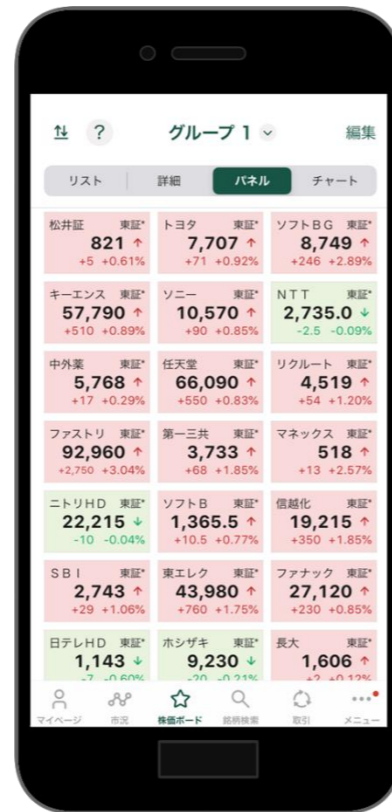 ?
グループ 1
編集
リスト
詳細
パネル
チャート
松井証 東証*
821 ↑
+5 +0.61%
トヨタ 東証*
7,707 ↑
+71 +0.92%
ソフトBG 東証*
8,749 ↑
+246 +2.89%
キーエンス 東証*
57,790 ↑
+510 +0.89%
ソニー 東証*
10,570 ↑
+90 +0.85%
NTT 東証*
2,735.0 ↓
-2.5 -0.09%
中外薬 東証*
5,768 ↑
+17 +0.29%
任天堂 東証*
66,090 ↑
+550 +0.83%
リクルート 東証*
4,519 ↑
+54 +1.20%
ファストリ 東証*
92,960 ↑
+2,750 +3.04%
第一三共 東証*
3,733 ↑
+68 +1.85%
マネックス 東証*
518 ↑
+13 +2.57%
ニトリHD 東証*
22,215 ↓
-10 -0.04%
ソフトB 東証*
1,365.5 ↑
+10.5 +0.77%
信越化 東証*
19,215 ↑
+350 +1.85%
SBI 東証*
2,743 ↑
+29 +1.06%
東エレク 東証*
43,980 ↑
+760 +1.75%
ファナック 東証*
27,120 ↑
+230 +0.85%
日テレHD 東証*
1,143 ↓
-7 -0.60%
ホシザキ 東証*
9,230 ↓
-20 -0.21%
長大 東証*
1,606 ↑
+2 +0.12%
マイページ
市況
株価ボード
銘柄検索
取引
メニュー